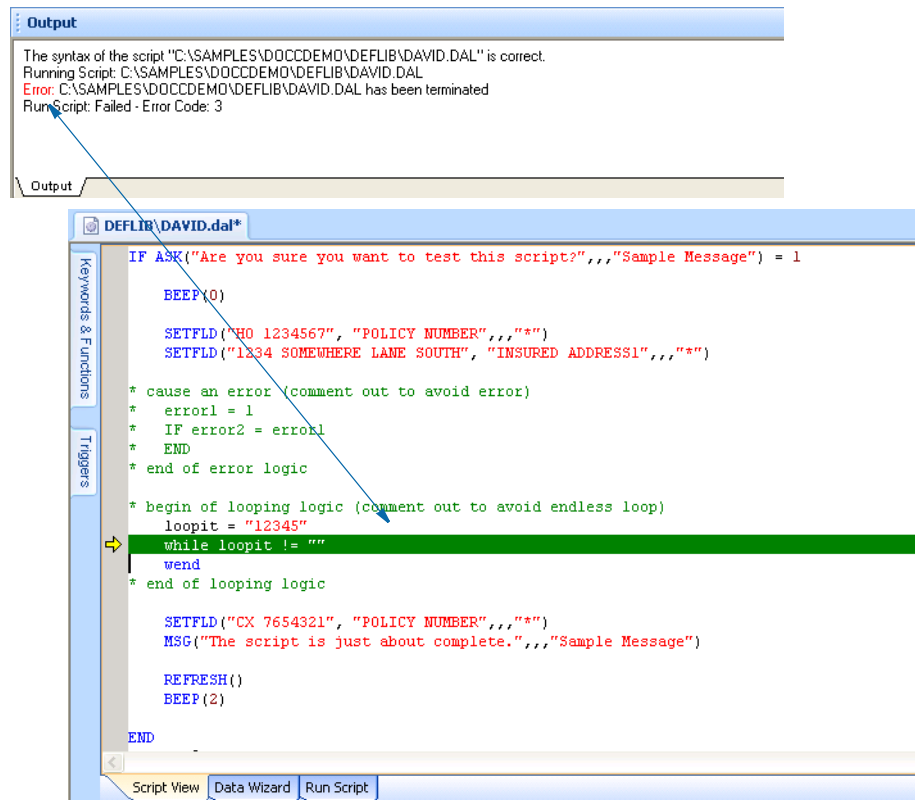 Output
The syntax of the script "C:\SAMPLES\DOCCDEMO\DEFLIB\DAVID.DAL" is correct.
Running Script: C:\SAMPLES\DOCCDEMO\DEFLIB\DAVID.DAL
Error: C:\SAMPLES\DOCCDEMO\DEFLIB\DAVID.DAL has been terminated
Run Script: Failed - Error Code: 3
Output
DEFLIB\DAVID.dal*
Keywords & Functions
Triggers
IF ASK("Are you sure you want to test this script?",,,"Sample Message") = 1
BEEP(0)
SETFLD("HO 1234567", "POLICY NUMBER",,,"*")
SETFLD("1234 SOMEWHERE LANE SOUTH", "INSURED ADDRESS1",,,"*")
* cause an error (comment out to avoid error)
* error1 = 1
* IF error2 = error1
* END
* end of error logic
* begin of looping logic (comment out to avoid endless loop)
loopit = "12345"
while loopit != ""
wend
* end of looping logic
SETFLD("CX 7654321", "POLICY NUMBER",,,"*")
MSG("The script is just about complete.",,,"Sample Message")
REFRESH()
BEEP(2)
END
Script View
Data Wizard
Run Script